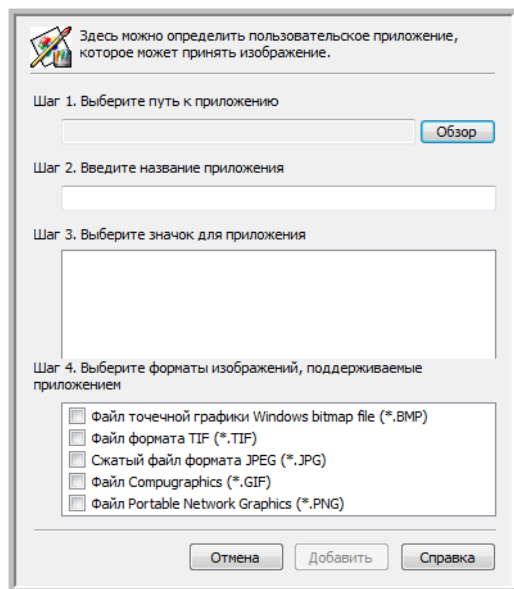 Здесь можно определить пользовательское приложение,
которое может принять изображение.
Шаг 1. Выберите путь к приложению
Обзор
Шаг 2. Введите название приложения
Шаг 3. Выберите значок для приложения
Шаг 4. Выберите форматы изображений, поддерживаемые
приложением
Файл точечной графики Windows bitmap file (*.BMP)
Файл формата TIF (*.TIF)
Сжатый файл формата JPEG (*.JPG)
Файл Compugraphics (*.GIF)
Файл Portable Network Graphics (*.PNG)
Отмена Добавить Справка